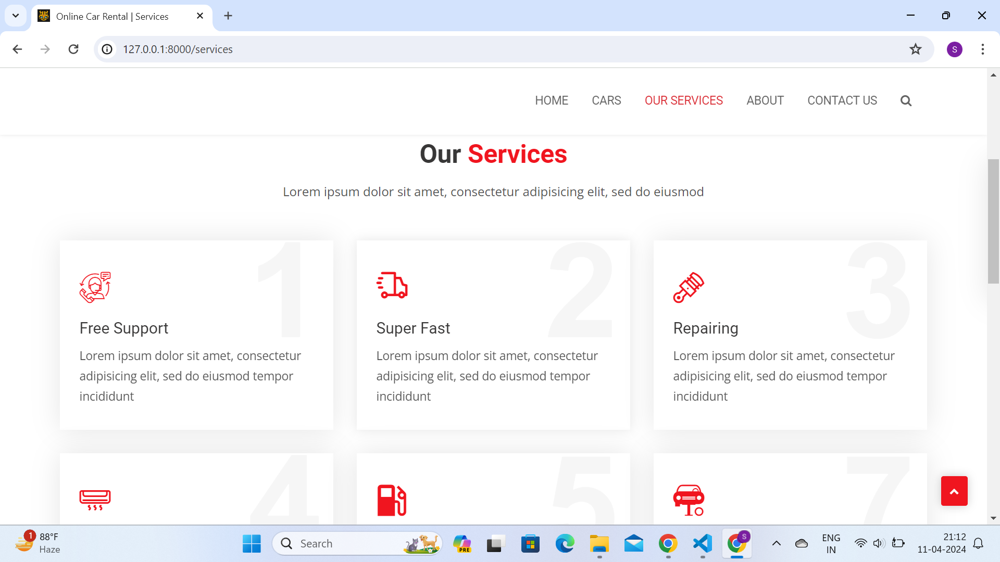 Online Car Rental | Services
127.0.0.1:8000/services
S
HOME CARS OUR SERVICES ABOUT CONTACT US
Our Services
Lorem ipsum dolor sit amet, consectetur adipisicing elit, sed do eiusmod
1
Free Support
Lorem ipsum dolor sit amet, consectetur
adipisicing elit, sed do eiusmod tempor
incididunt
2
Super Fast
Lorem ipsum dolor sit amet, consectetur
adipisicing elit, sed do eiusmod tempor
incididunt
3
Repairing
Lorem ipsum dolor sit amet, consectetur
adipisicing elit, sed do eiusmod tempor
incididunt
4
5
7
1
88°F
Haze
Search
PRE
S
ENG
IN
21:12
11-04-2024